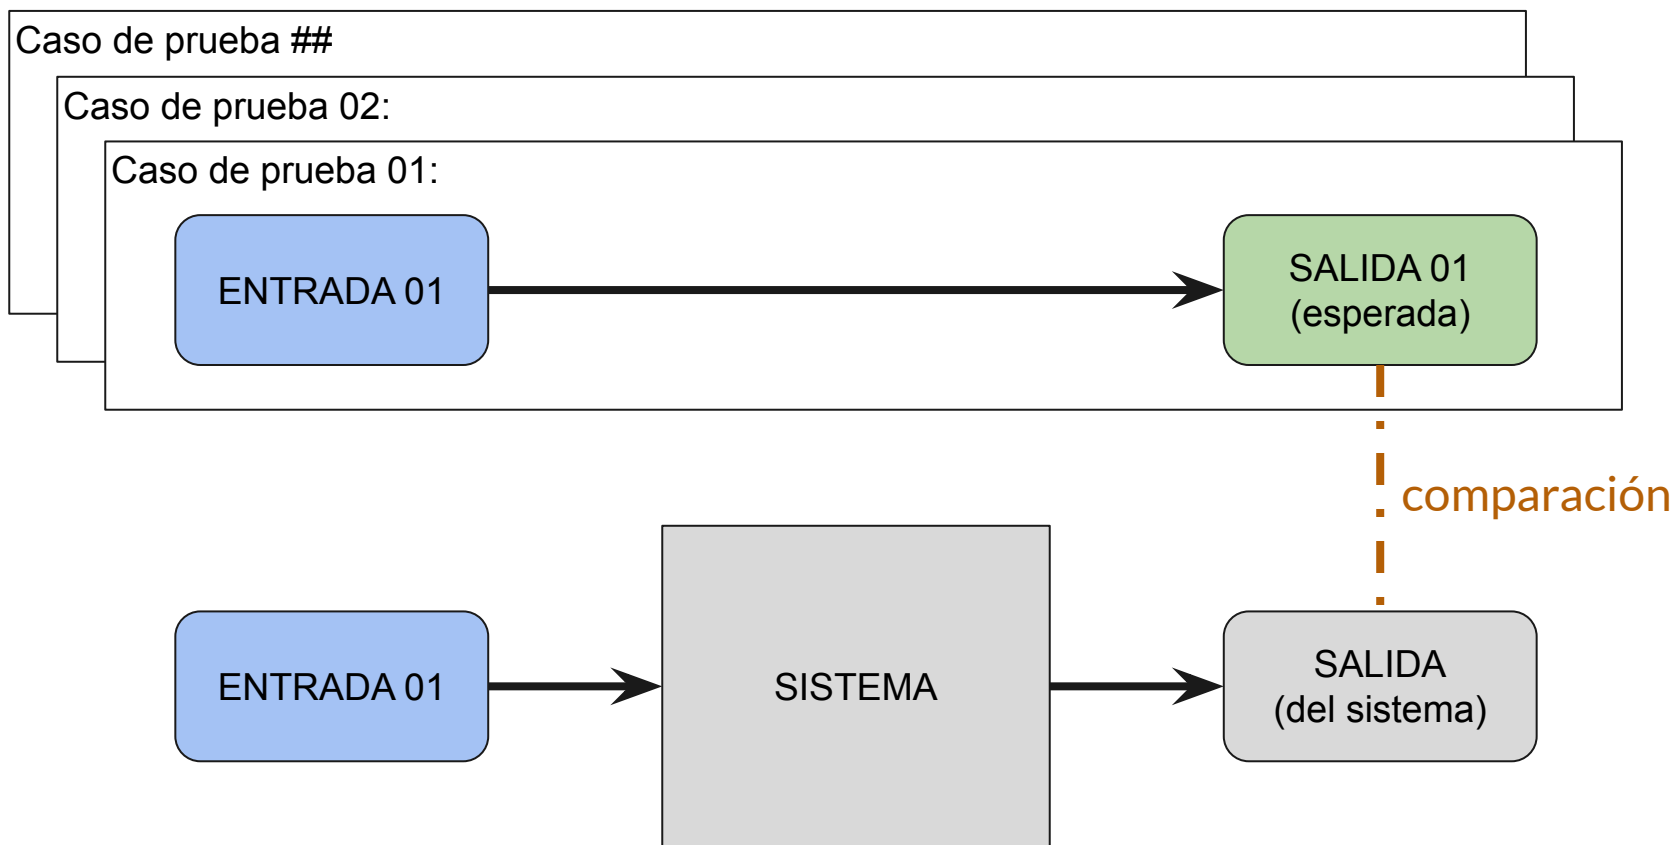 Caso de prueba ##
Caso de prueba 02:
Caso de prueba 01:
ENTRADA 01
SALIDA 01
(esperada)
comparación
ENTRADA 01
SISTEMA
SALIDA
(del sistema)